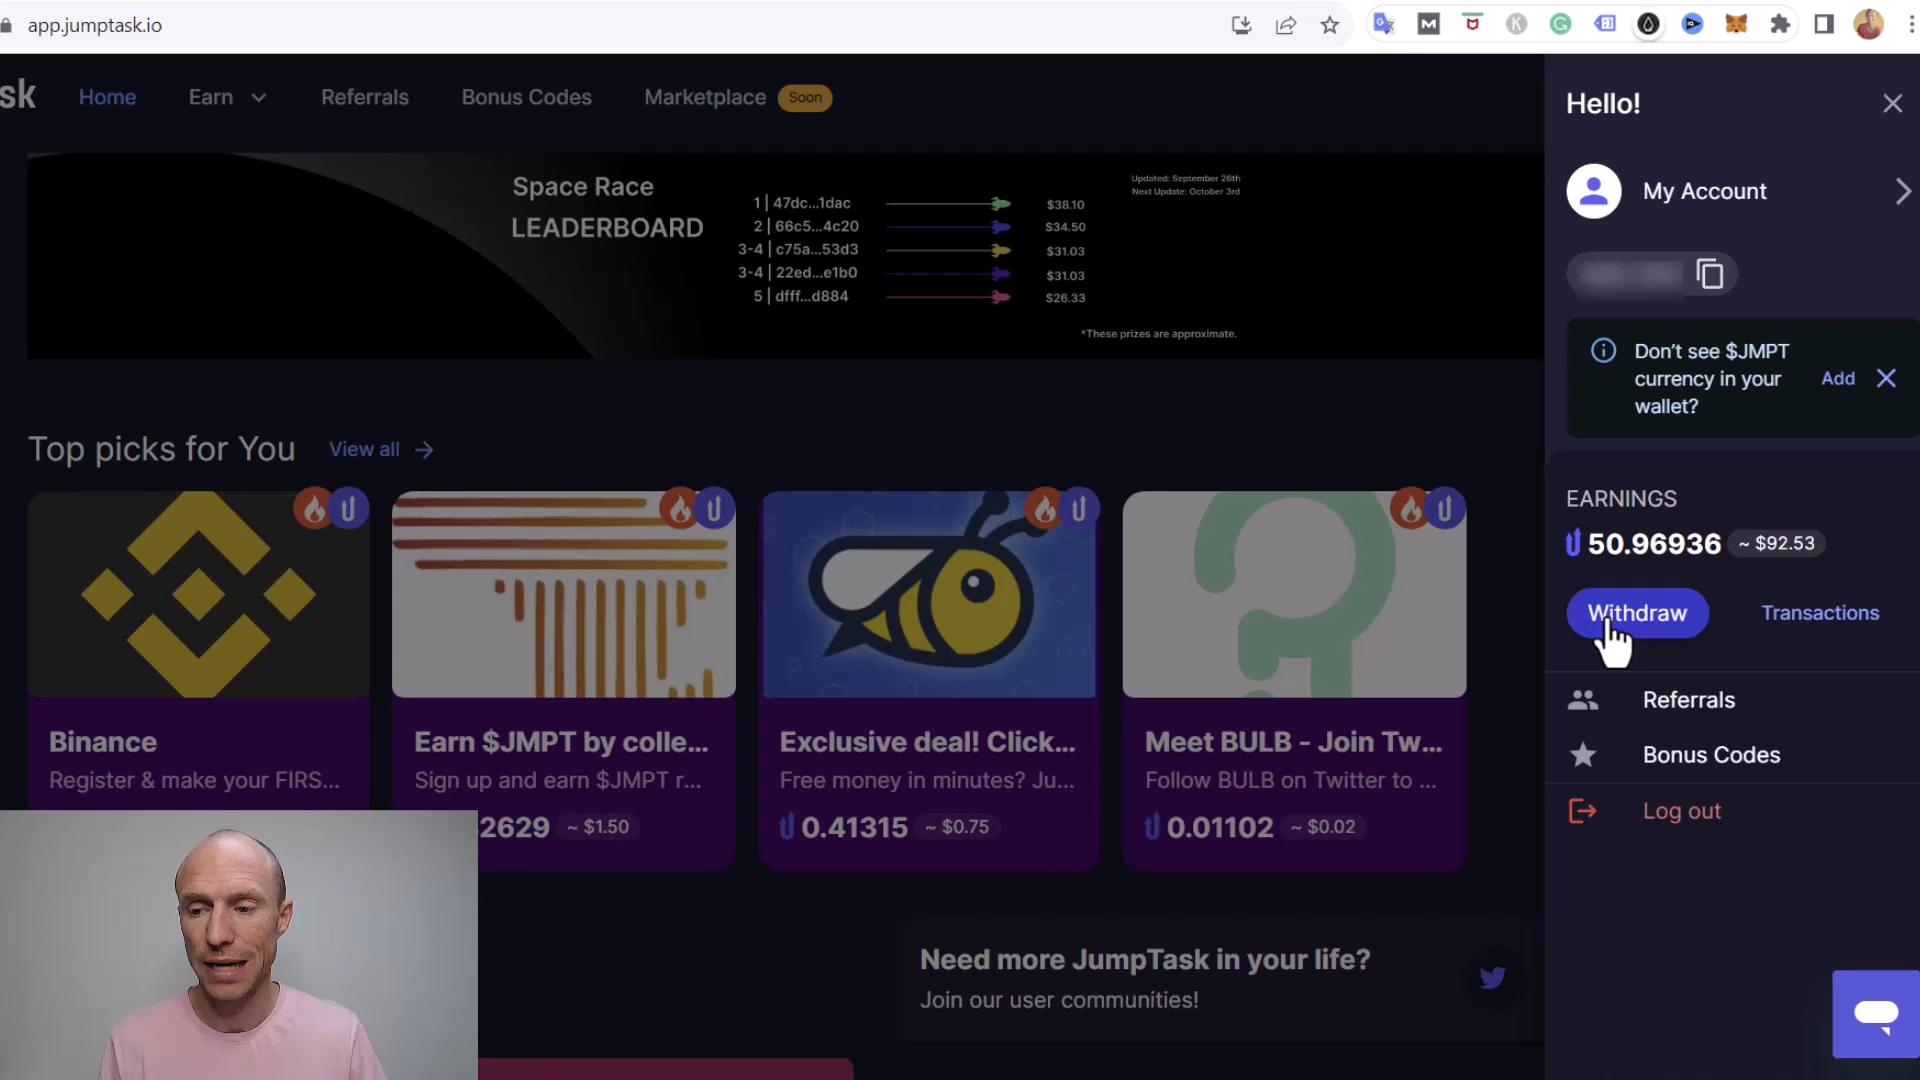 app.jumptask.io
sk
Home
Earn
Referrals
Bonus Codes
Marketplace
Soon
Space Race
LEADERBOARD
1 | 47dc...1dac
$38.10
2 | 66c5...4c20
$34.50
3-4 | c75a...53d3
$31.03
3-4 | 22ed...e1b0
$31.03
5 | dfff...d884
$26.33
Updated: September 26th
Next Update: October 3rd
*These prizes are approximate.
Top picks for You
View all
Binance
Register & make your FIRS...
Earn $JMPT by colle...
Sign up and earn $JMPT r...
2629
~ $1.50
Exclusive deal! Click...
Free money in minutes? Ju...
0.41315
~ $0.75
Meet BULB - Join Tw...
Follow BULB on Twitter to ...
0.01102
~ $0.02
Need more JumpTask in your life?
Join our user communities!
Hello!
My Account
Don't see $JMPT
currency in your
wallet?
Add
EARNINGS
50.96936
~ $92.53
Withdraw
Transactions
Referrals
Bonus Codes
Log out